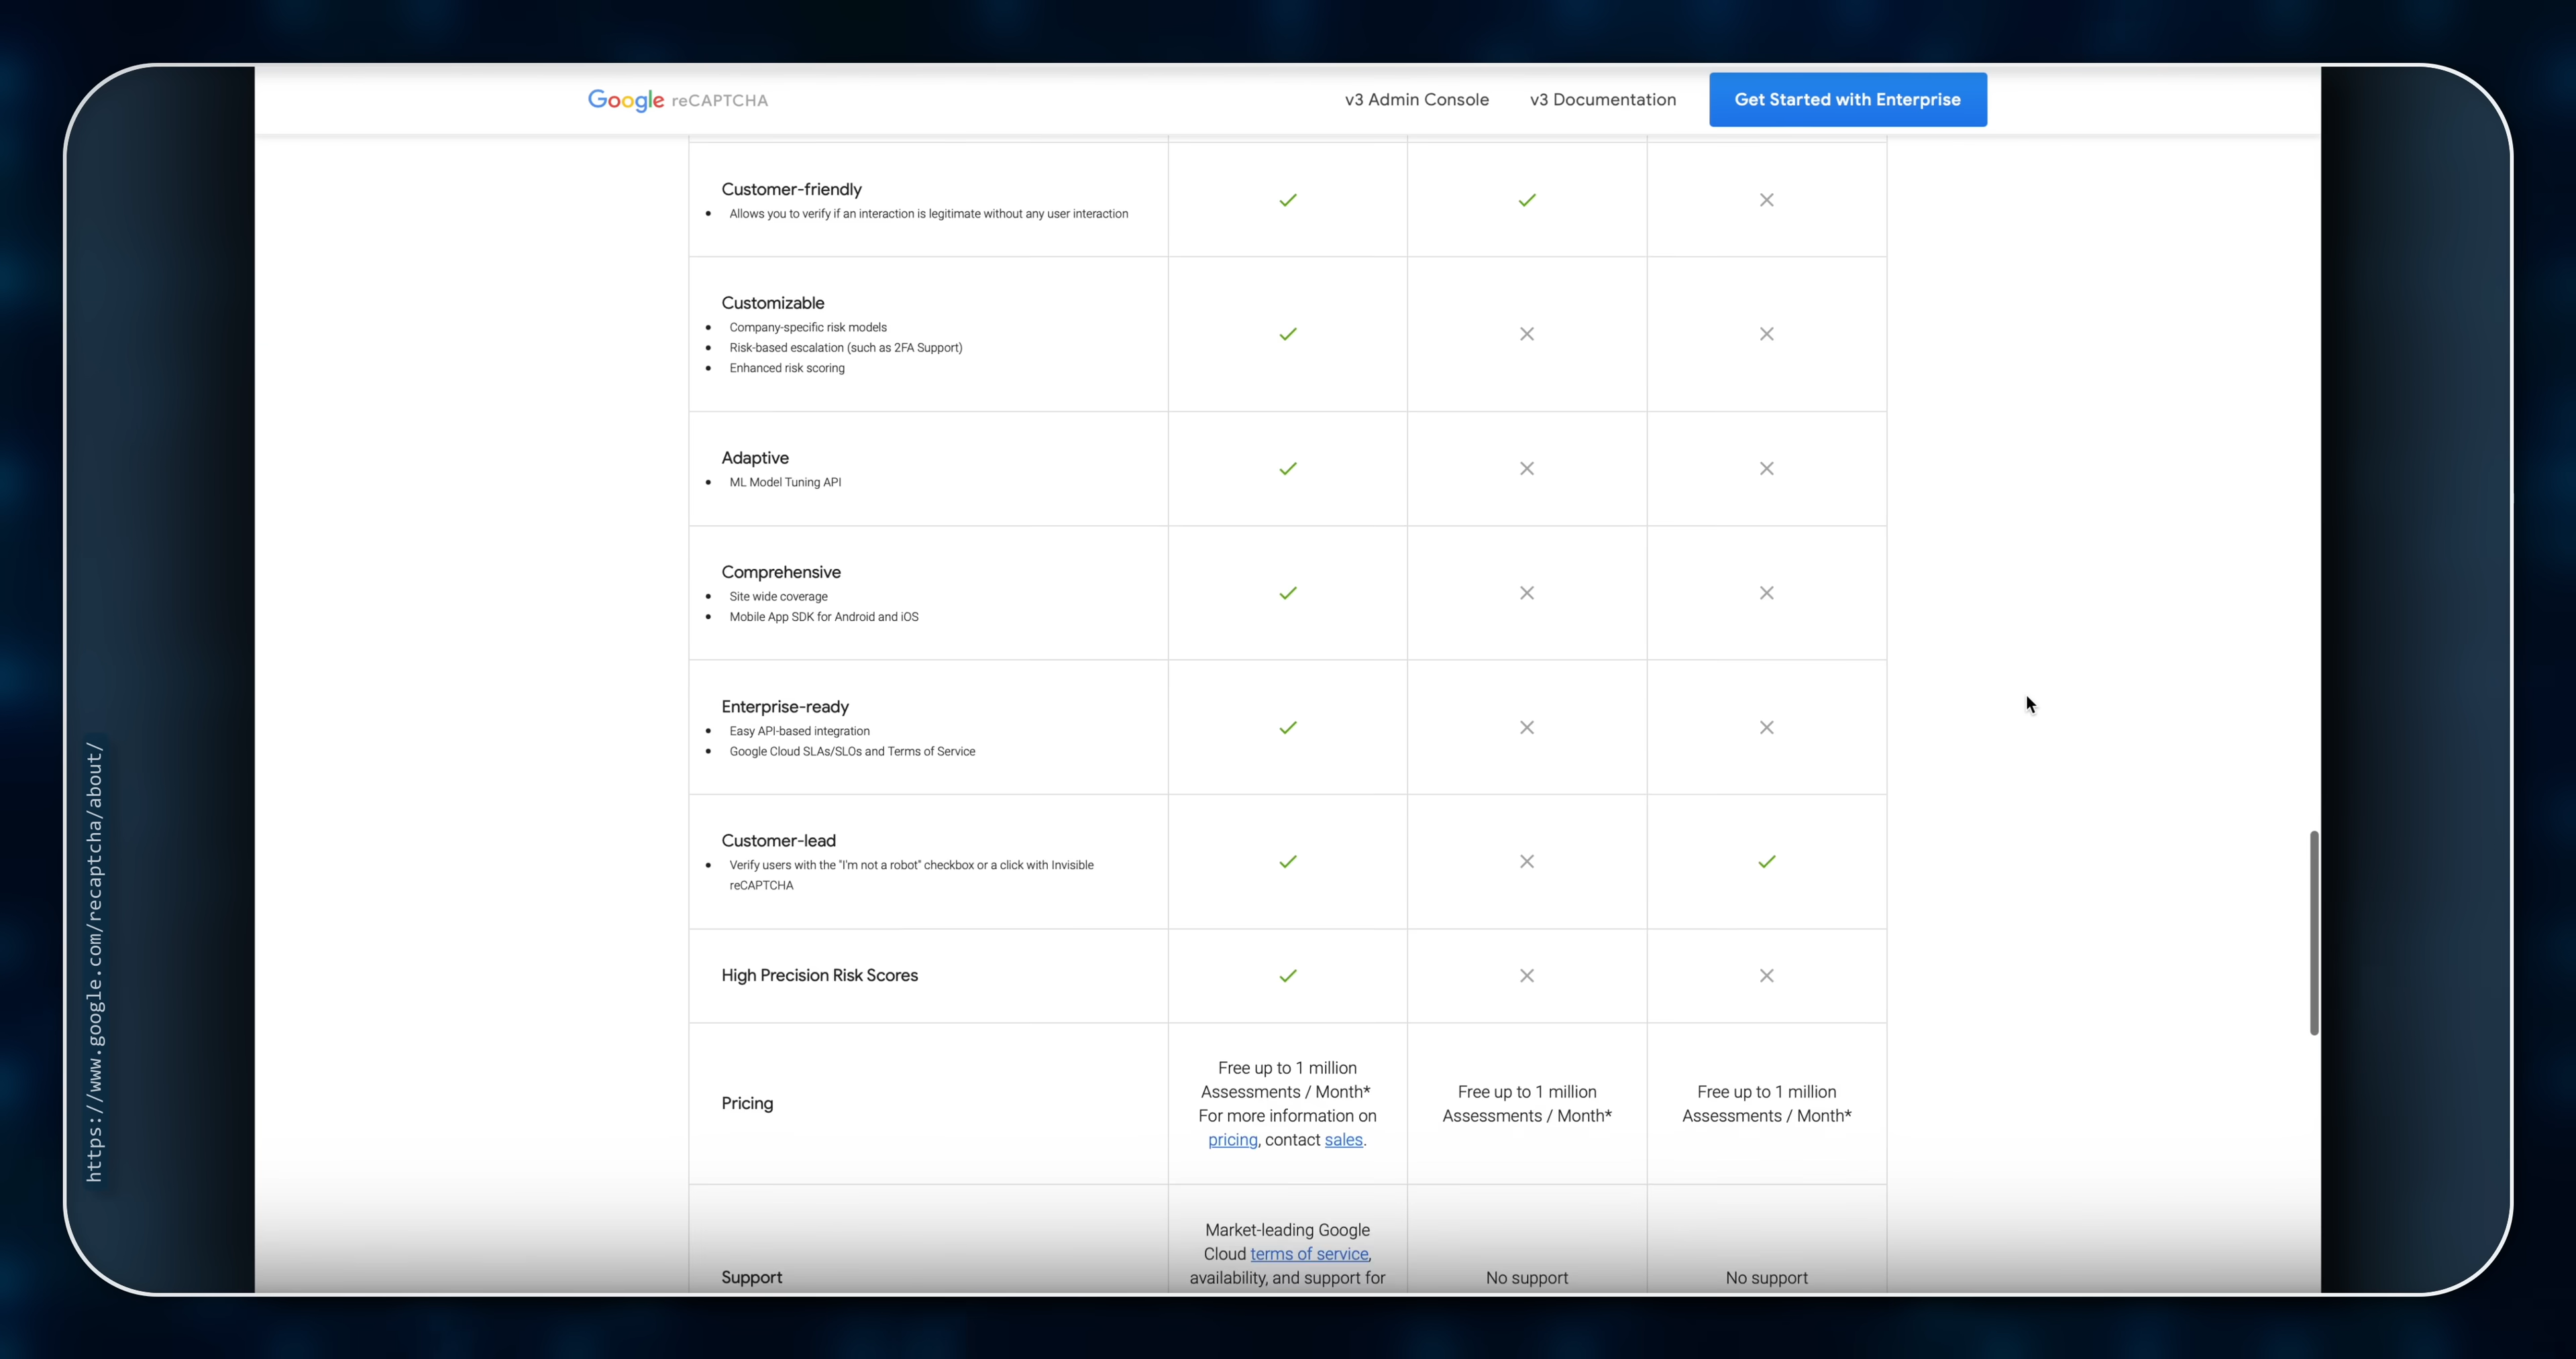 Google reCAPTCHA
v3 Admin Console
v3 Documentation
Get Started with Enterprise
Customer-friendly
Allows you to verify if an interaction is legitimate without any user interaction
Customizable
Company-specific risk models
Risk-based escalation (such as 2FA Support)
Enhanced risk scoring
Adaptive
ML Model Tuning API
Comprehensive
Site wide coverage
Mobile App SDK for Android and iOS
Enterprise-ready
Easy API-based integration
Google Cloud SLAs/SLOs and Terms of Service
Customer-lead
Verify users with the "I'm not a robot" checkbox or a click with Invisible
reCAPTCHA
High Precision Risk Scores
Pricing
Free up to 1 million
Assessments / Month*
For more information on
pricing, contact sales.
Free up to 1 million
Assessments / Month*
Free up to 1 million
Assessments / Month*
Support
Market-leading Google
Cloud terms of service,
availability, and support for
No support
No support
https://www.google.com/recaptcha/about/